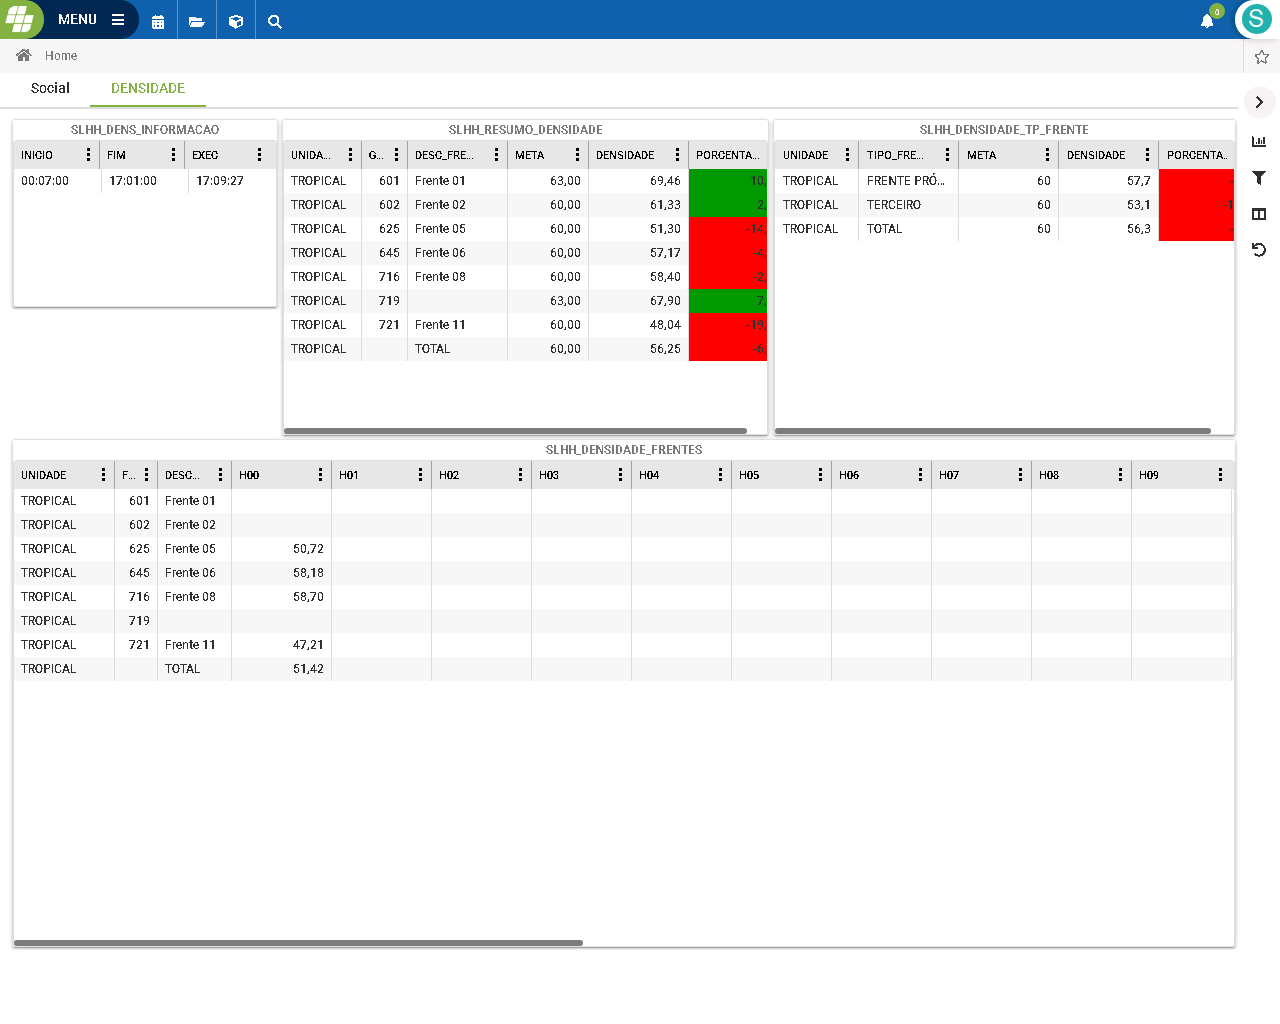 MENU
0
S
Home
Social DENSIDADE
SLHH_DENS_INFORMACAO
INICIO FIM EXEC
00:07:00 17:01:00 17:09:27
SLHH_RESUMO_DENSIDADE
UNIDA... G... DESC_FRE... META DENSIDADE PORCENTA...
TROPICAL 601 Frente 01 63,00 69,46 10,
TROPICAL 602 Frente 02 60,00 61,33 2,
TROPICAL 625 Frente 05 60,00 51,30 -14,
TROPICAL 645 Frente 06 60,00 57,17 -4,
TROPICAL 716 Frente 08 60,00 58,40 -2,
TROPICAL 719 63,00 67,90 7,
TROPICAL 721 Frente 11 60,00 48,04 -19,
TROPICAL TOTAL 60,00 56,25 -6,
SLHH_DENSIDADE_TP_FRENTE
UNIDADE TIPO_FRE... META DENSIDADE PORCENTA..
TROPICAL FRENTE PRÓ... 60 57,7
TROPICAL TERCEIRO 60 53,1 -1
TROPICAL TOTAL 60 56,3
SLHH_DENSIDADE_FRENTES
UNIDADE F... DESC... H00 H01 H02 H03 H04 H05 H06 H07 H08 H09
TROPICAL 601 Frente 01
TROPICAL 602 Frente 02
TROPICAL 625 Frente 05 50,72
TROPICAL 645 Frente 06 58,18
TROPICAL 716 Frente 08 58,70
TROPICAL 719
TROPICAL 721 Frente 11 47,21
TROPICAL TOTAL 51,42